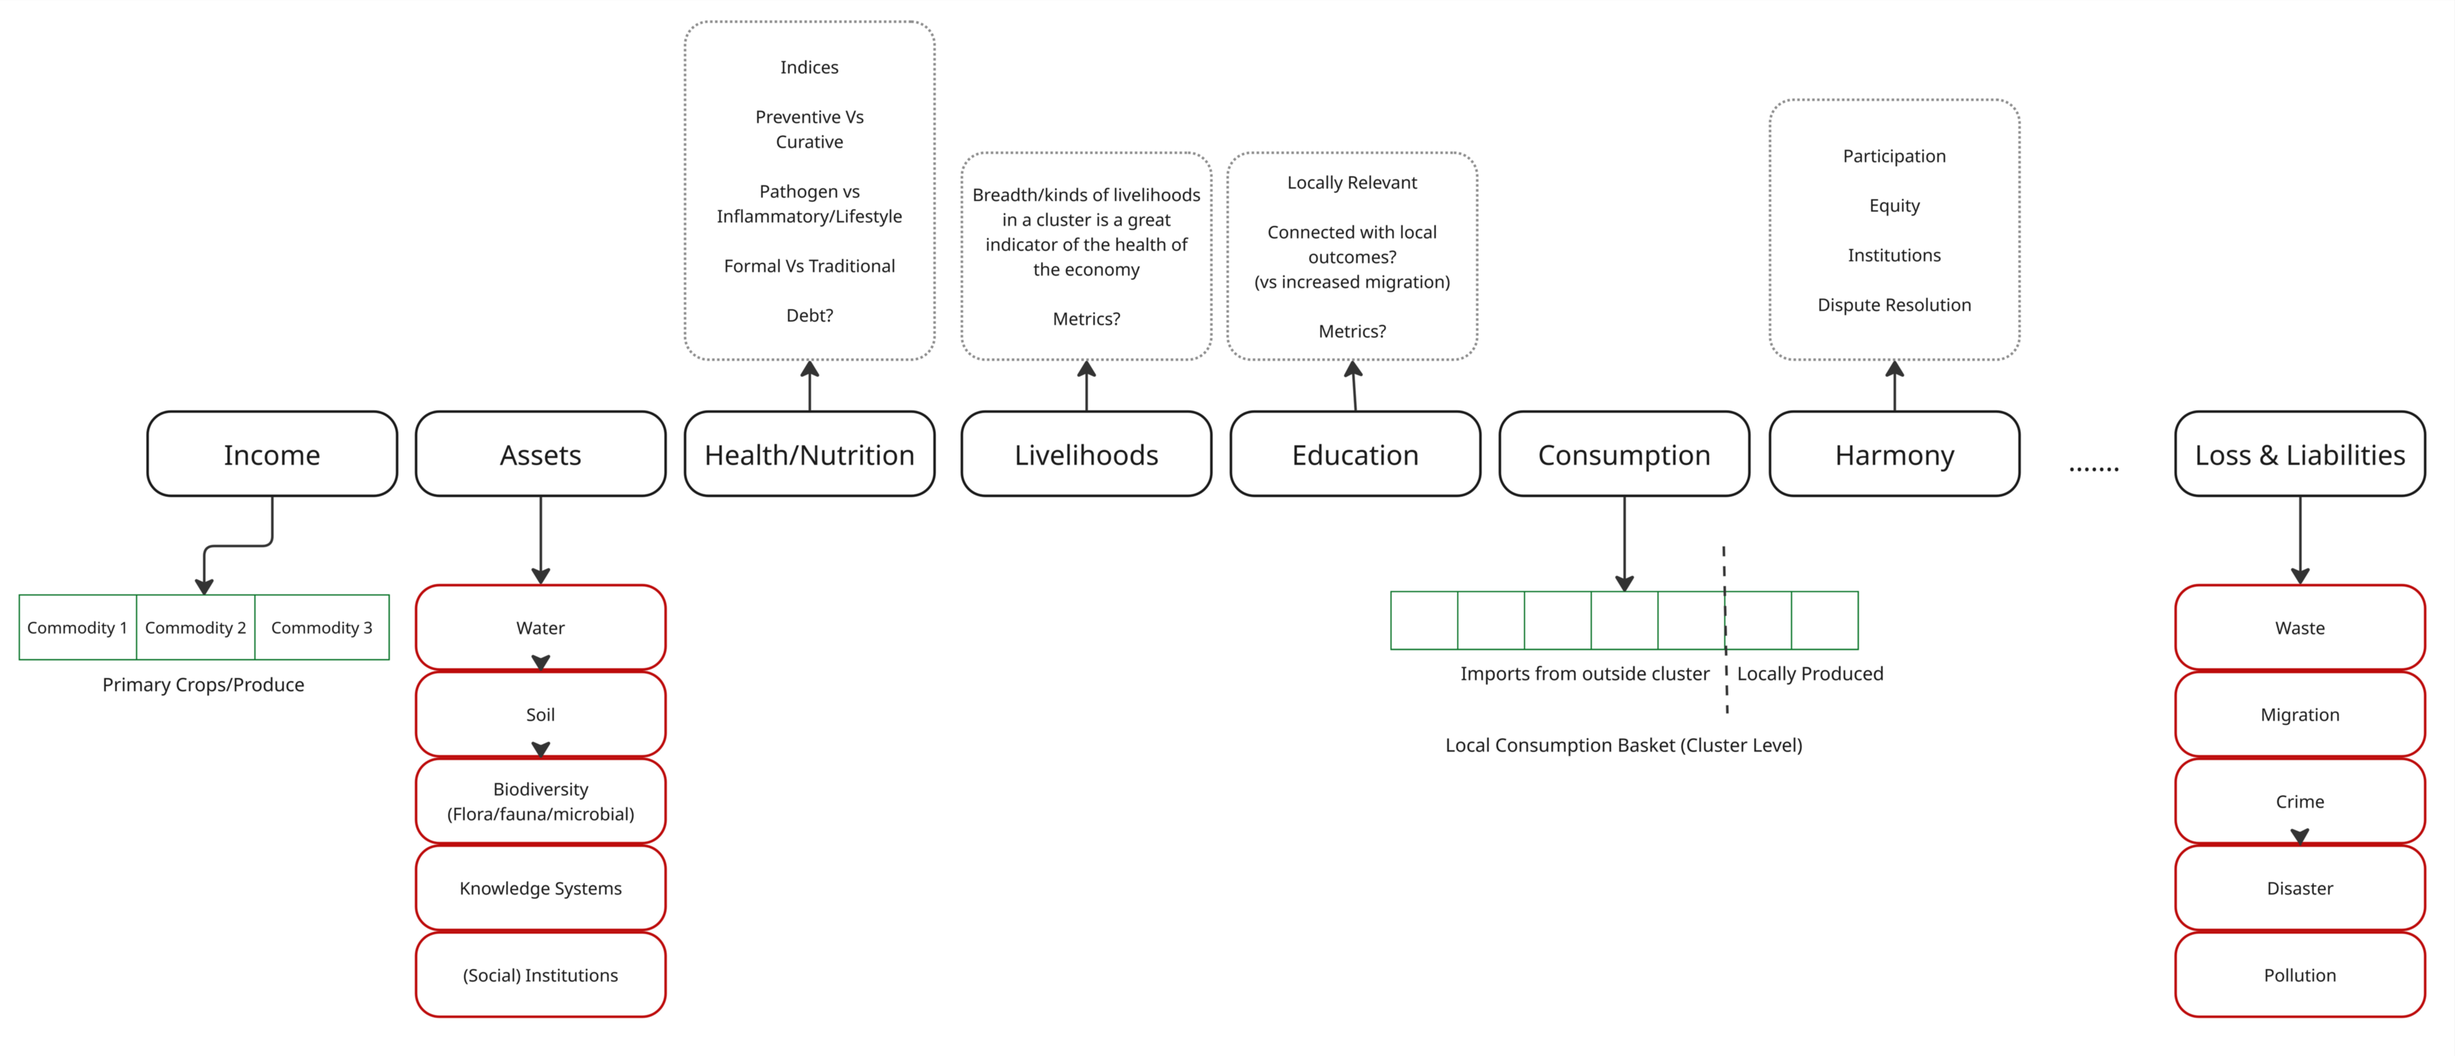 Indices
Preventive Vs
Curative
Pathogen vs
Inflammatory/Lifestyle
Formal Vs Traditional
Debt?
Breadth/kinds of livelihoods
in a cluster is a great
indicator of the health of
the economy
Metrics?
Locally Relevant
Connected with local
outcomes?
(vs increased migration)
Metrics?
Participation
Equity
Institutions
Dispute Resolution
Income
Assets
Health/Nutrition
Livelihoods
Education
Consumption
Harmony
.......
Loss & Liabilities
Commodity 1
Commodity 2
Commodity 3
Primary Crops/Produce
Water
Soil
Biodiversity
(Flora/fauna/microbial)
Knowledge Systems
(Social) Institutions
Imports from outside cluster
Locally Produced
Local Consumption Basket (Cluster Level)
Waste
Migration
Crime
Disaster
Pollution